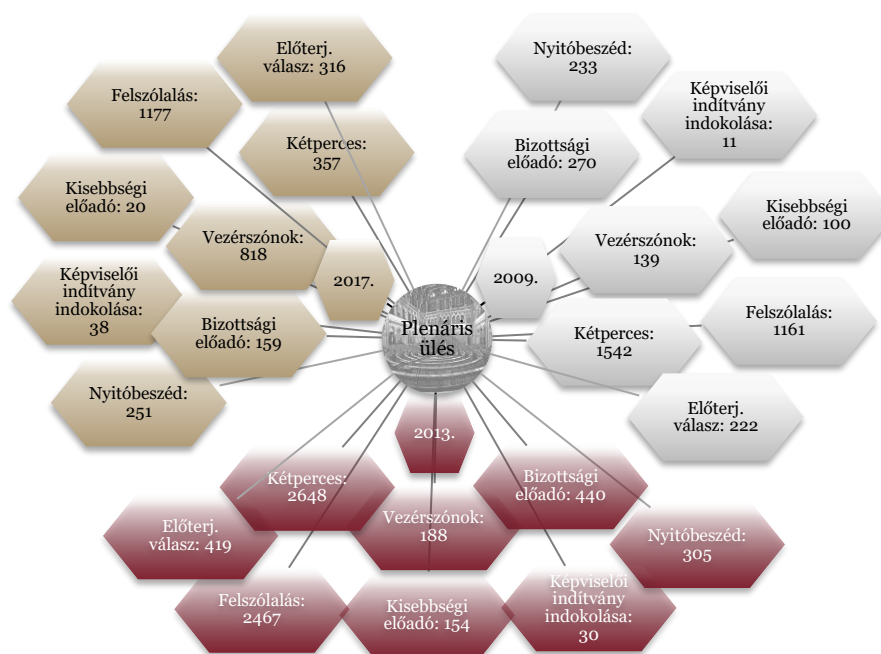 Előterj.
válasz: 316
Felszólalás:
1177
Kétperces:
357
Kisebbségi
előadó: 20
Vezérszónok:
818
2017.
Képviselői
indítvány
indokolása:
38
Bizottsági
előadó: 159
Nyitóbeszéd:
251
Nyitóbeszéd:
233
Képviselői
indítvány
indokolása:
11
Bizottsági
előadó: 270
Kisebbségi
előadó: 100
Vezérszónok:
139
2009.
Felszólalás:
1161
Kétperces:
1542
Előterj.
válasz: 222
Plenáris
ülés
2013.
Kétperces:
2648
Bizottsági
előadó: 440
Vezérszónok:
188
Előterj.
válasz: 419
Nyitóbeszéd:
305
Felszólalás:
2467
Kisebbségi
előadó: 154
Képviselői
indítvány
indokolása:
30